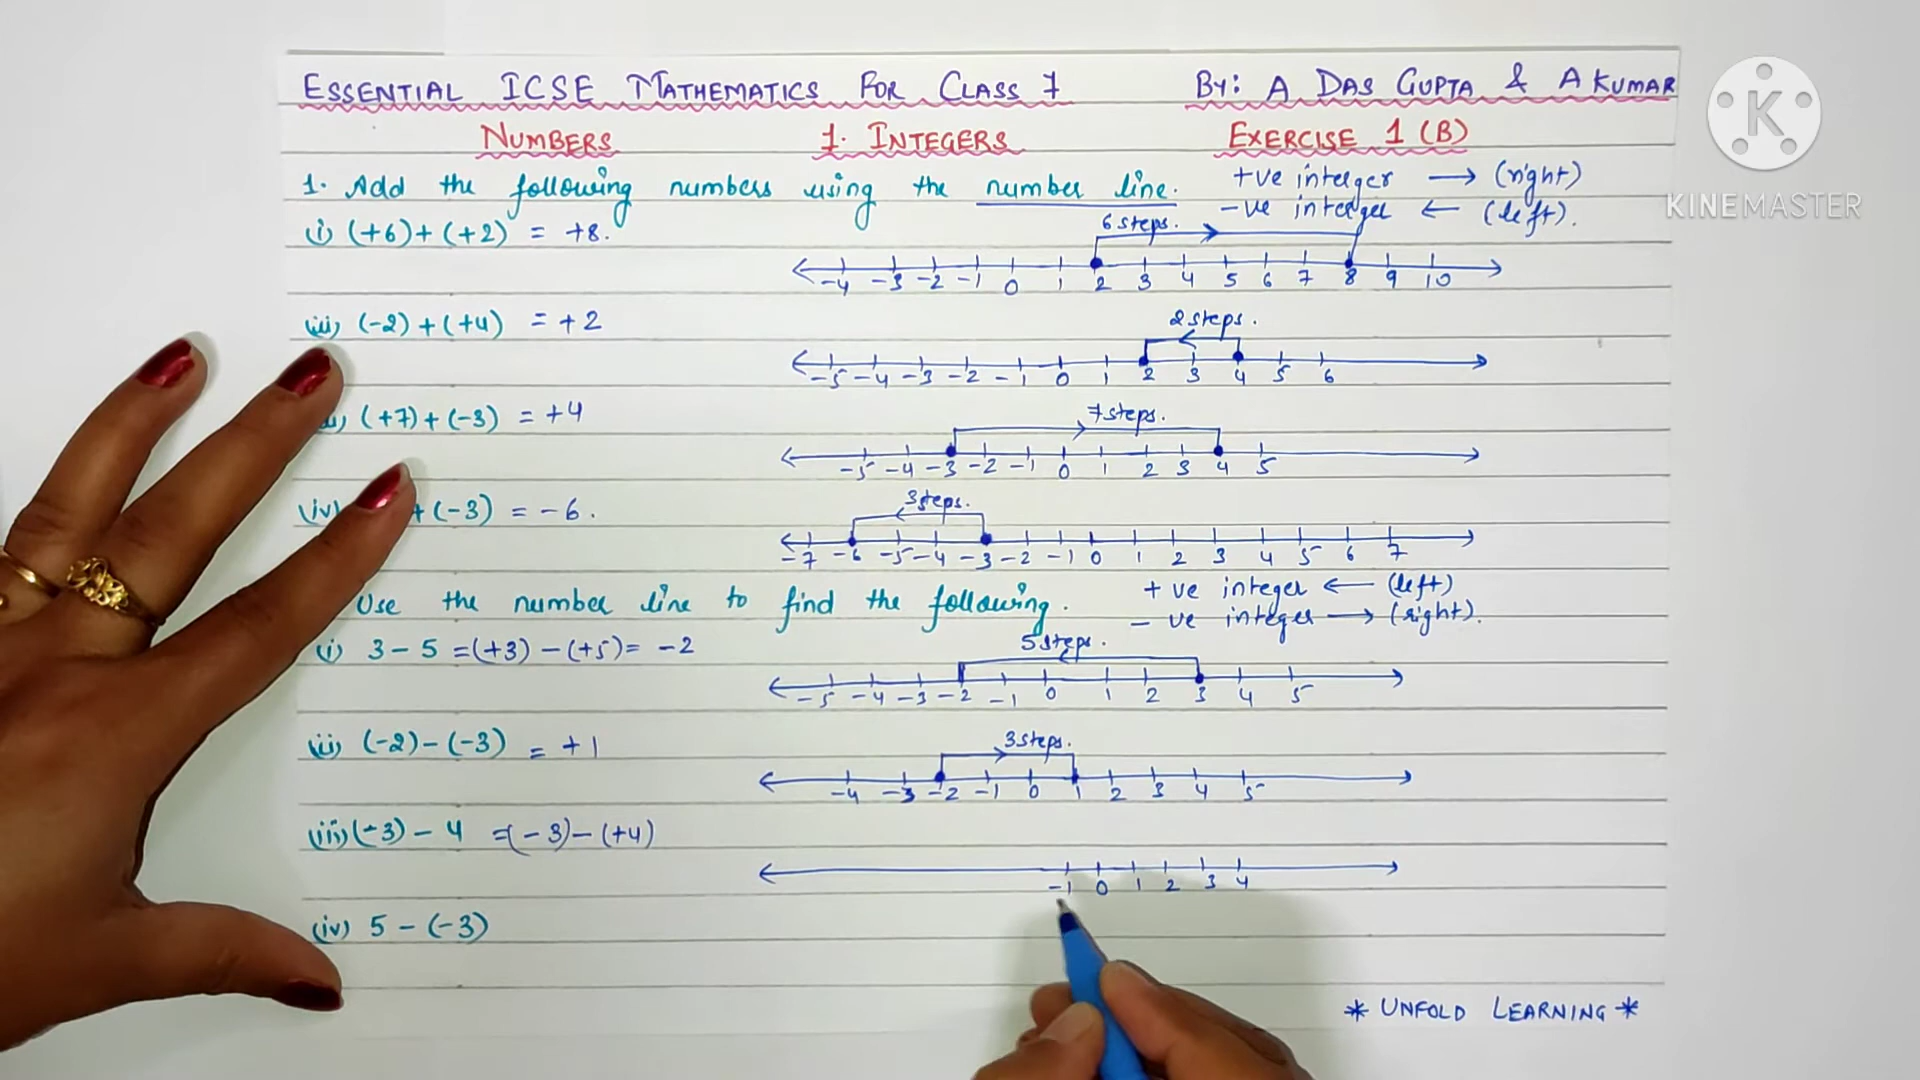 ESSENTIAL ICSE MATHEMATICS FOR CLASS 7 BY: A DAS GUPTA & A KUMAR
NUMBERS 1. INTEGERS EXERCISE 1 (B)
1. Add the following numbers using the number line. +ve interger → (right)
-ve interger ← (left).
(i) (+6)+(+2) = +8. 6 steps.
-4 -3 -2 -1 0 1 2 3 4 5 6 7 8 9 10
(ii) (-2)+(+4) = +2 2 steps.
-5 -4 -3 -2 -1 0 1 2 3 4 5 6
(+7)+(-3) = +4 7 steps.
-5 -4 -3 -2 -1 0 1 2 3 4 5
(iv) +(-3) = -6. 3 steps.
-7 -6 -5 -4 -3 -2 -1 0 1 2 3 4 5 6 7
Use the number line to find the following. +ve integer ← (left)
-ve integer → (right).
(i) 3 - 5 = (+3) - (+5) = -2 5 steps.
-5 -4 -3 -2 -1 0 1 2 3 4 5
(ii) (-2)-(-3) = +1 3 steps.
-4 -3 -2 -1 0 1 2 3 4 5
(iii) (-3) - 4 = (-3)-(+4)
-1 0 1 2 3 4
(iv) 5 - (-3)
* UNFOLD LEARNING *
K
KINEMASTER